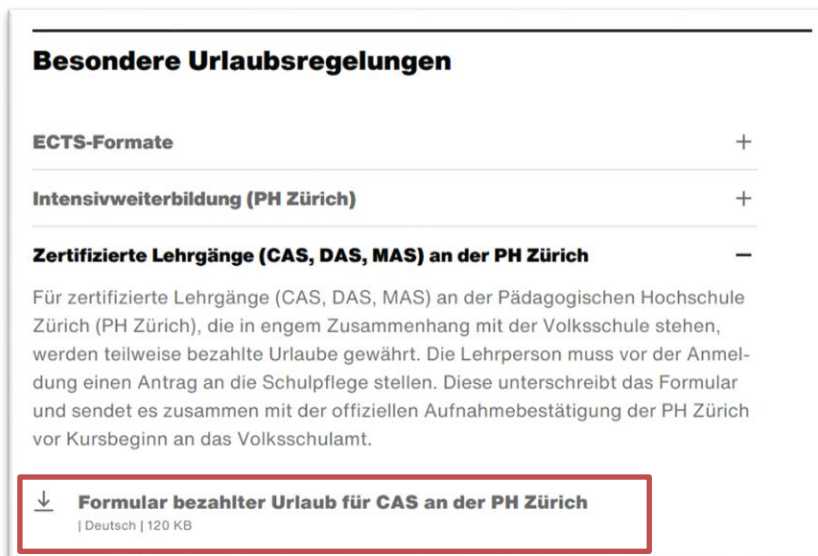 Besondere Urlaubsregelungen
ECTS-Formate
Intensivweiterbildung (PH Zürich)
Zertifizierte Lehrgänge (CAS, DAS, MAS) an der PH Zürich
Für zertifizierte Lehrgänge (CAS, DAS, MAS) an der Pädagogischen Hochschule
Zürich (PH Zürich), die in engem Zusammenhang mit der Volksschule stehen,
werden teilweise bezahlte Urlaube gewährt. Die Lehrperson muss vor der Anmel-
dung einen Antrag an die Schulpflege stellen. Diese unterschreibt das Formular
und sendet es zusammen mit der offiziellen Aufnahmebestätigung der PH Zürich
vor Kursbeginn an das Volksschulamt.
Formular bezahlter Urlaub für CAS an der PH Zürich
| Deutsch | 120 KB